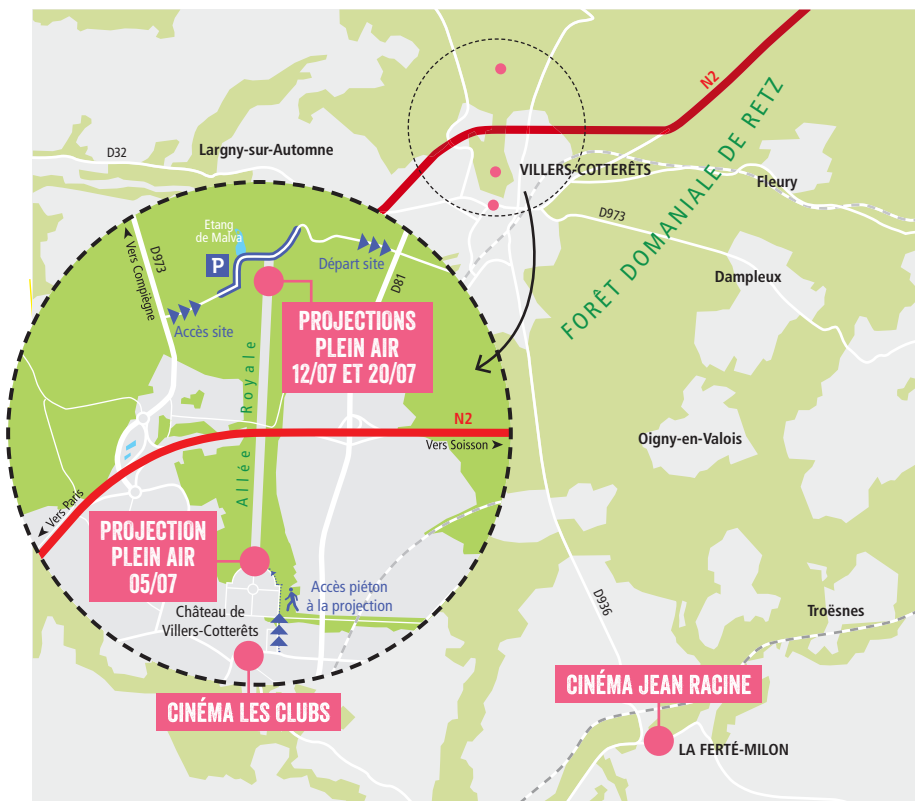 N2
D32
Largny-sur-Automne
VILLERS-COTTERÊTS
FORÊT DOMANIALE DE RETZ
Fleury
D973
Dampleux
Etang
de Malva
P
Départ site
D81
D973
Vers Compiègne
Accès site
PROJECTIONS
PLEIN AIR
12/07 ET 20/07
Allée Royale
N2
Vers Soisson
Oigny-en-Valois
Vers Paris
PROJECTION
PLEIN AIR
05/07
Accès piéton
à la projection
Château de
Villers-Cotterêts
D936
Troësnes
CINÉMA LES CLUBS
CINÉMA JEAN RACINE
LA FERTÉ-MILON